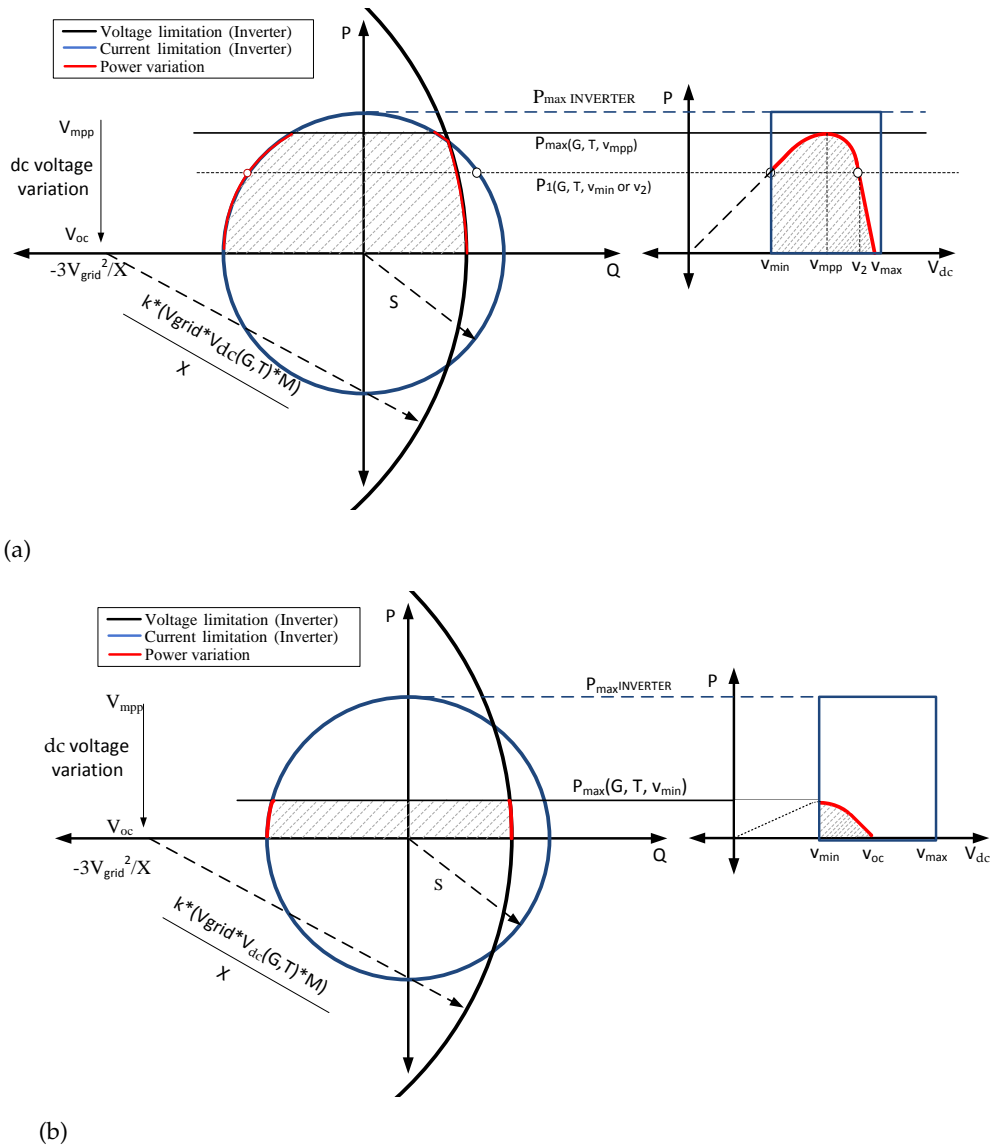 P
Voltage limitation (Inverter)
Current limitation (Inverter)
Power variation
Pmax INVERTER
P
Vmpp
Pmax(G, T, vmpp)
dc voltage
variation
P1(G, T, vmin or v2)
Voc
-3Vgrid²/X
Q
vmin
vmpp
v2
vmax
Vdc
S
k*(Vgrid*Vdc(G,T)*M)
X
(a)
P
Voltage limitation (Inverter)
Current limitation (Inverter)
Power variation
PmaxINVERTER
P
Vmpp
dc voltage
variation
Pmax(G, T, vmin)
Voc
-3Vgrid²/X
Q
vmin
voc
vmax
Vdc
S
k*(Vgrid*Vdc(G,T)*M)
X
(b)